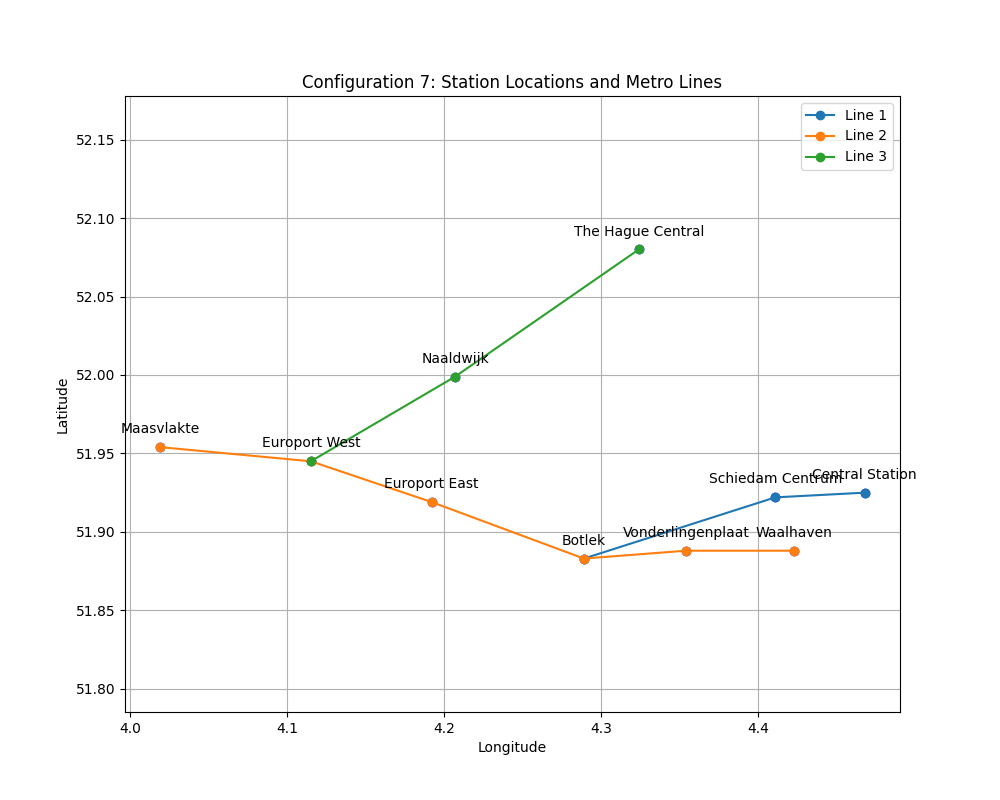 Configuration 7: Station Locations and Metro Lines
Line 1
Line 2
Line 3
52.15
52.10
52.05
52.00
51.95
51.90
51.85
51.80
Latitude
The Hague Central
Naaldwijk
Maasvlakte
Europort West
Europort East
Schiedam Centrum
Central Station
Botlek
Vonderlingenplaat
Waalhaven
4.0
4.1
4.2
4.3
4.4
Longitude